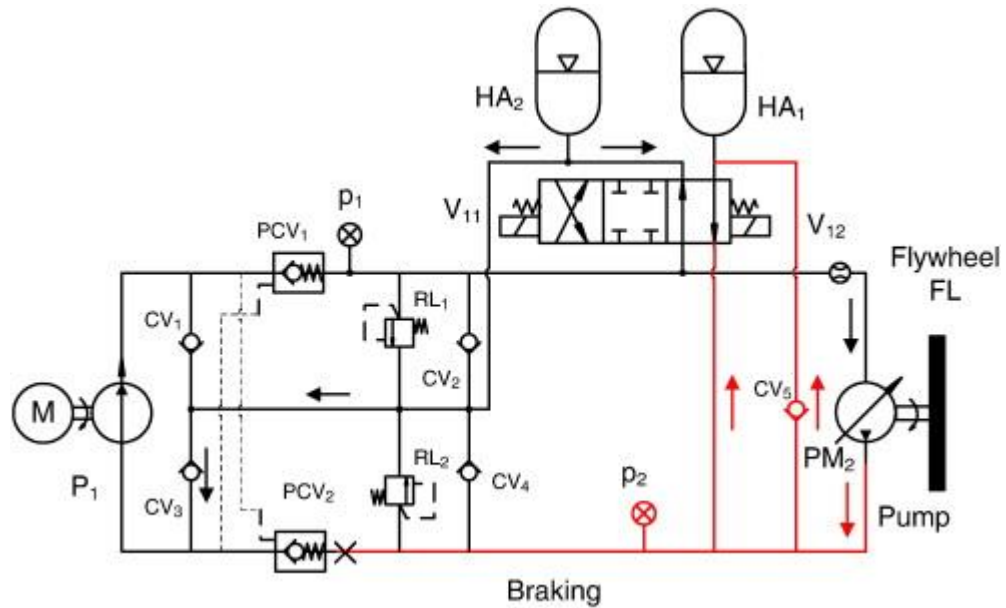 HA₂
HA₁
p₁
V₁₁
V₁₂
PCV₁
Flywheel
FL
CV₁
RL₁
CV₂
CV₅
M
P₁
CV₃
PCV₂
RL₂
CV₄
p₂
PM₂
Pump
Braking